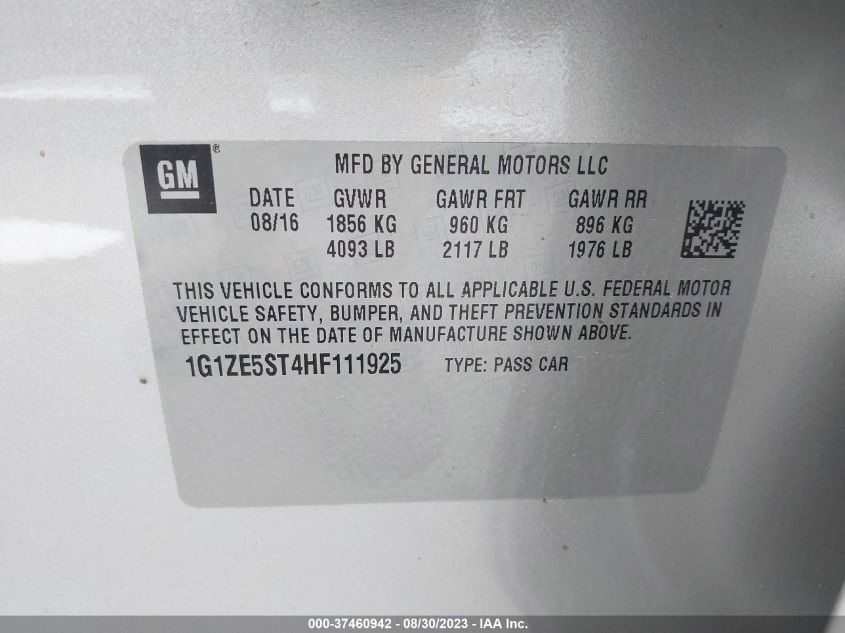 GM®
MFD BY GENERAL MOTORS LLC
DATE GVWR GAWR FRT GAWR RR
08/16 1856 KG 960 KG 896 KG
4093 LB 2117 LB 1976 LB
THIS VEHICLE CONFORMS TO ALL APPLICABLE U.S. FEDERAL MOTOR
VEHICLE SAFETY, BUMPER, AND THEFT PREVENTION STANDARDS IN
EFFECT ON THE DATE OF MANUFACTURE SHOWN ABOVE.
1G1ZE5ST4HF111925 TYPE: PASS CAR
000-37460942 - 08/30/2023 - IAA Inc.